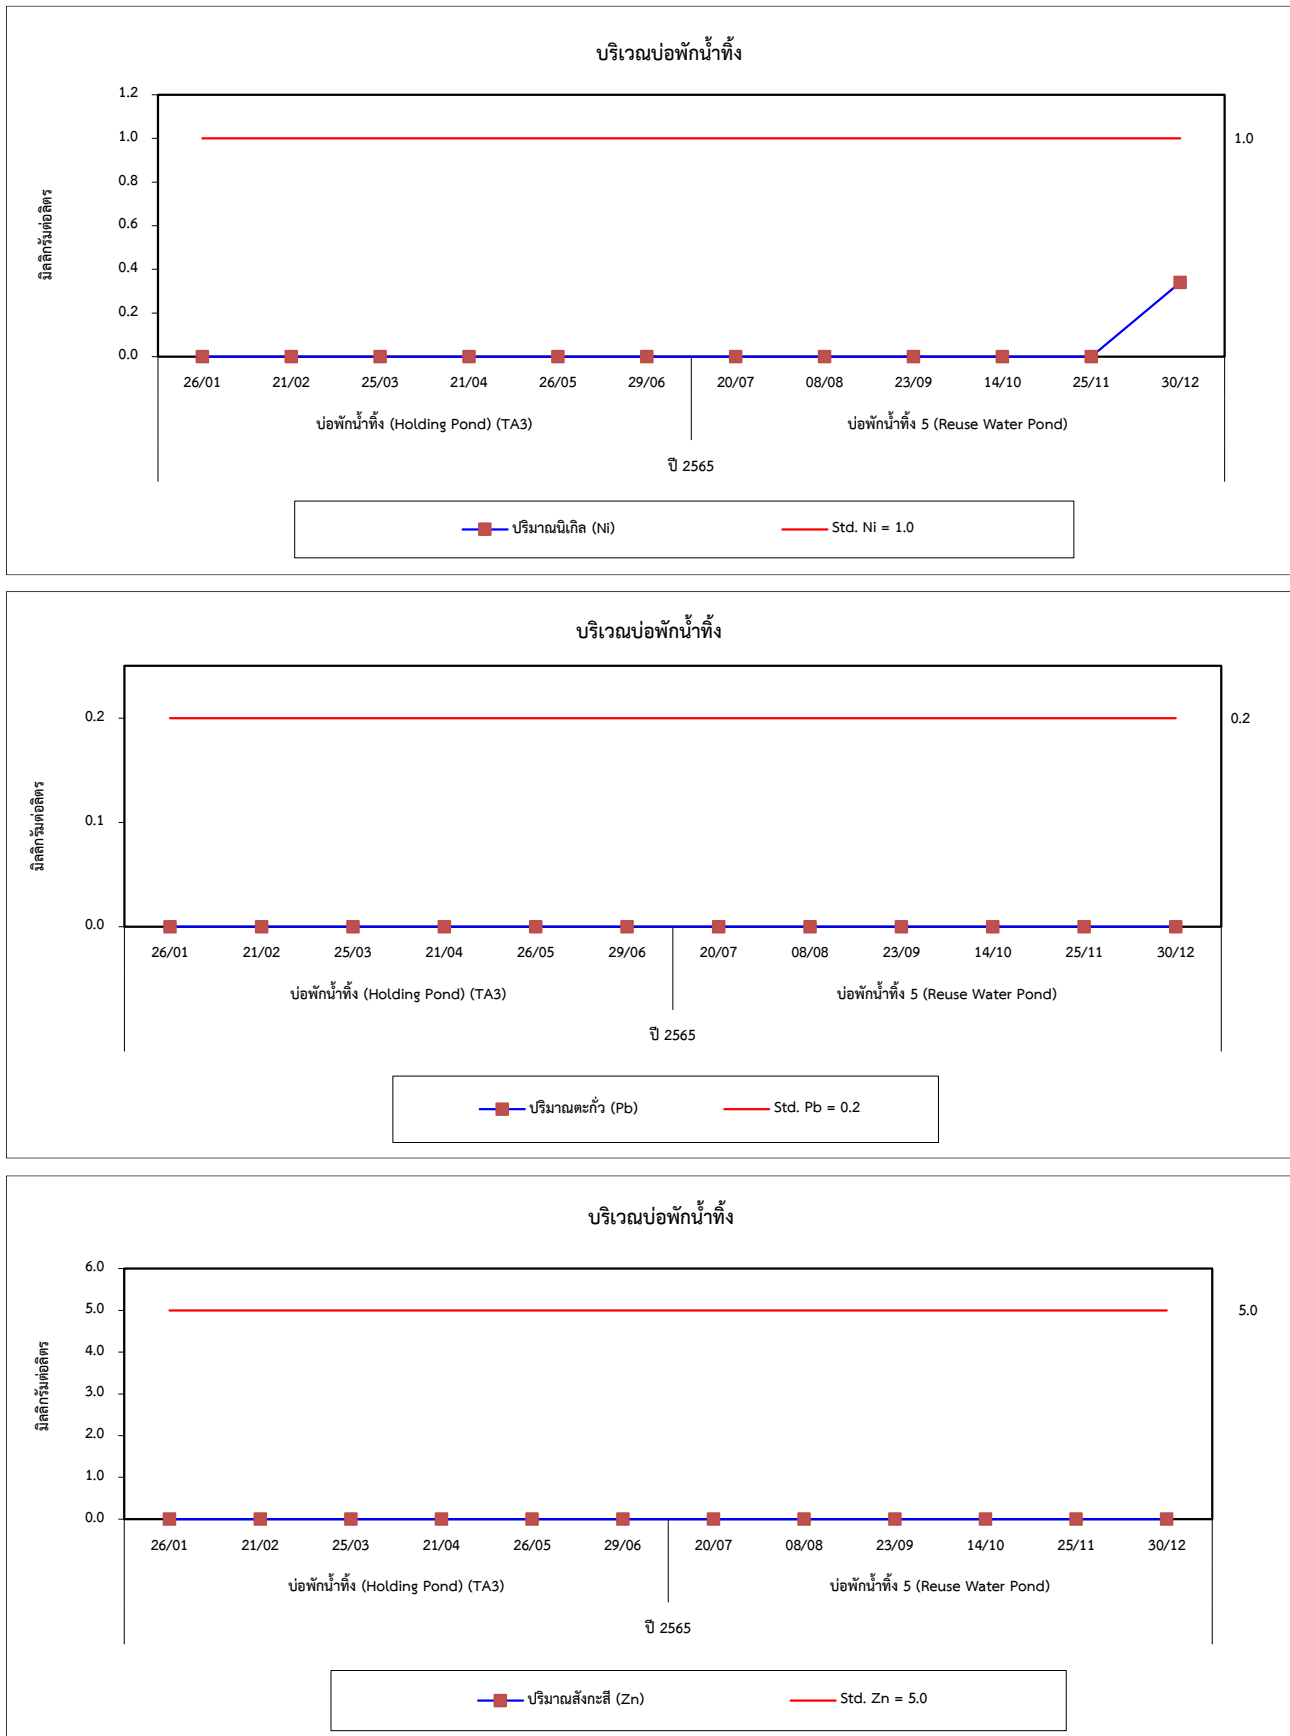 บริเวณบ่อพักน้ำทิ้ง
มิลลิกรัมต่อลิตร
1.2
1.0
0.8
0.6
0.4
0.2
0.0
1.0
26/01 21/02 25/03 21/04 26/05 29/06 20/07 08/08 23/09 14/10 25/11 30/12
บ่อพักน้ำทิ้ง (Holding Pond) (TA3) บ่อพักน้ำทิ้ง 5 (Reuse Water Pond)
ปี 2565
ปริมาณนิเกิล (Ni) Std. Ni = 1.0
บริเวณบ่อพักน้ำทิ้ง
มิลลิกรัมต่อลิตร
0.2
0.1
0.0
0.2
26/01 21/02 25/03 21/04 26/05 29/06 20/07 08/08 23/09 14/10 25/11 30/12
บ่อพักน้ำทิ้ง (Holding Pond) (TA3) บ่อพักน้ำทิ้ง 5 (Reuse Water Pond)
ปี 2565
ปริมาณตะกั่ว (Pb) Std. Pb = 0.2
บริเวณบ่อพักน้ำทิ้ง
มิลลิกรัมต่อลิตร
6.0
5.0
4.0
3.0
2.0
1.0
0.0
5.0
26/01 21/02 25/03 21/04 26/05 29/06 20/07 08/08 23/09 14/10 25/11 30/12
บ่อพักน้ำทิ้ง (Holding Pond) (TA3) บ่อพักน้ำทิ้ง 5 (Reuse Water Pond)
ปี 2565
ปริมาณสังกะสี (Zn) Std. Zn = 5.0